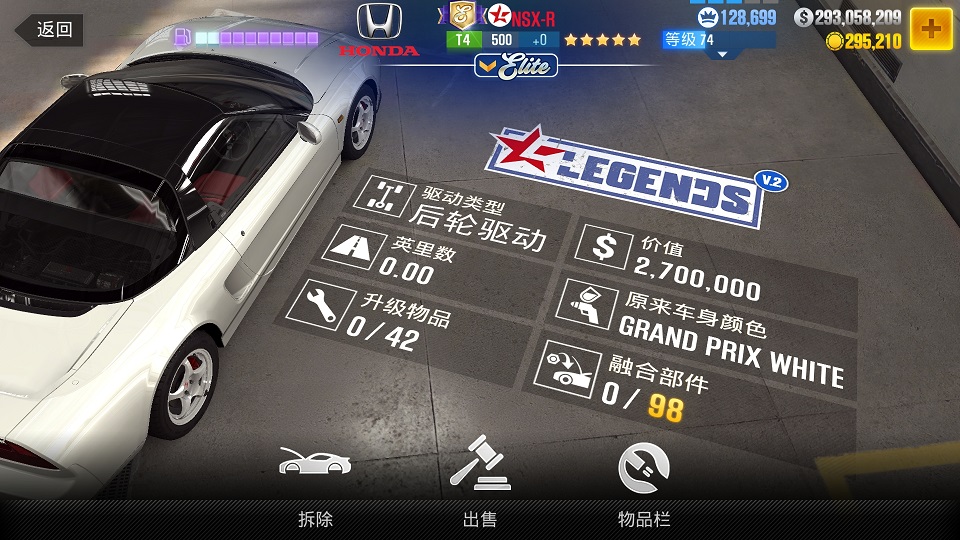 返回
HONDA
NSX-R
T4 500 +0
Elite
128,699
293,058,209
等级 74
295,210
LEGENDS
V.2
驱动类型
后轮驱动
英里数
0.00
升级物品
0/42
价值
2,700,000
原来车身颜色
GRAND PRIX WHITE
融合部件
0/98
拆除
出售
物品栏